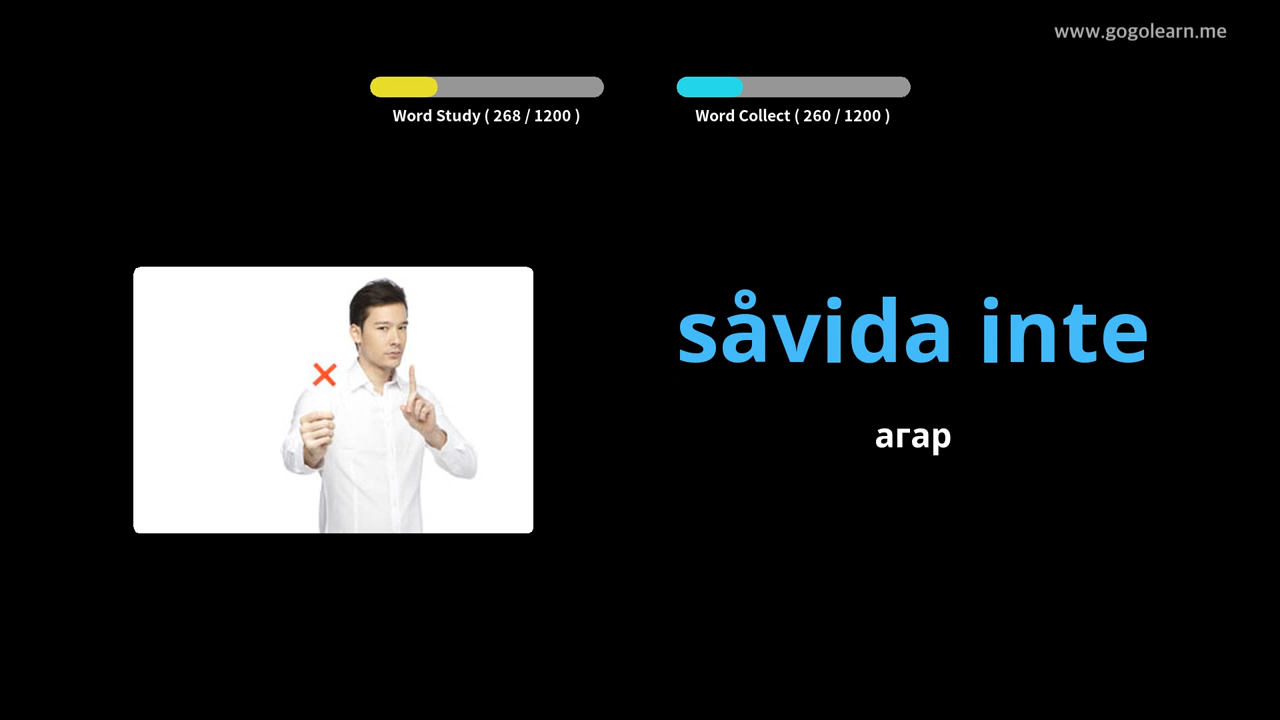 www.gogolearn.me
Word Study ( 268 / 1200 )
Word Collect ( 260 / 1200 )
såvida inte
агар